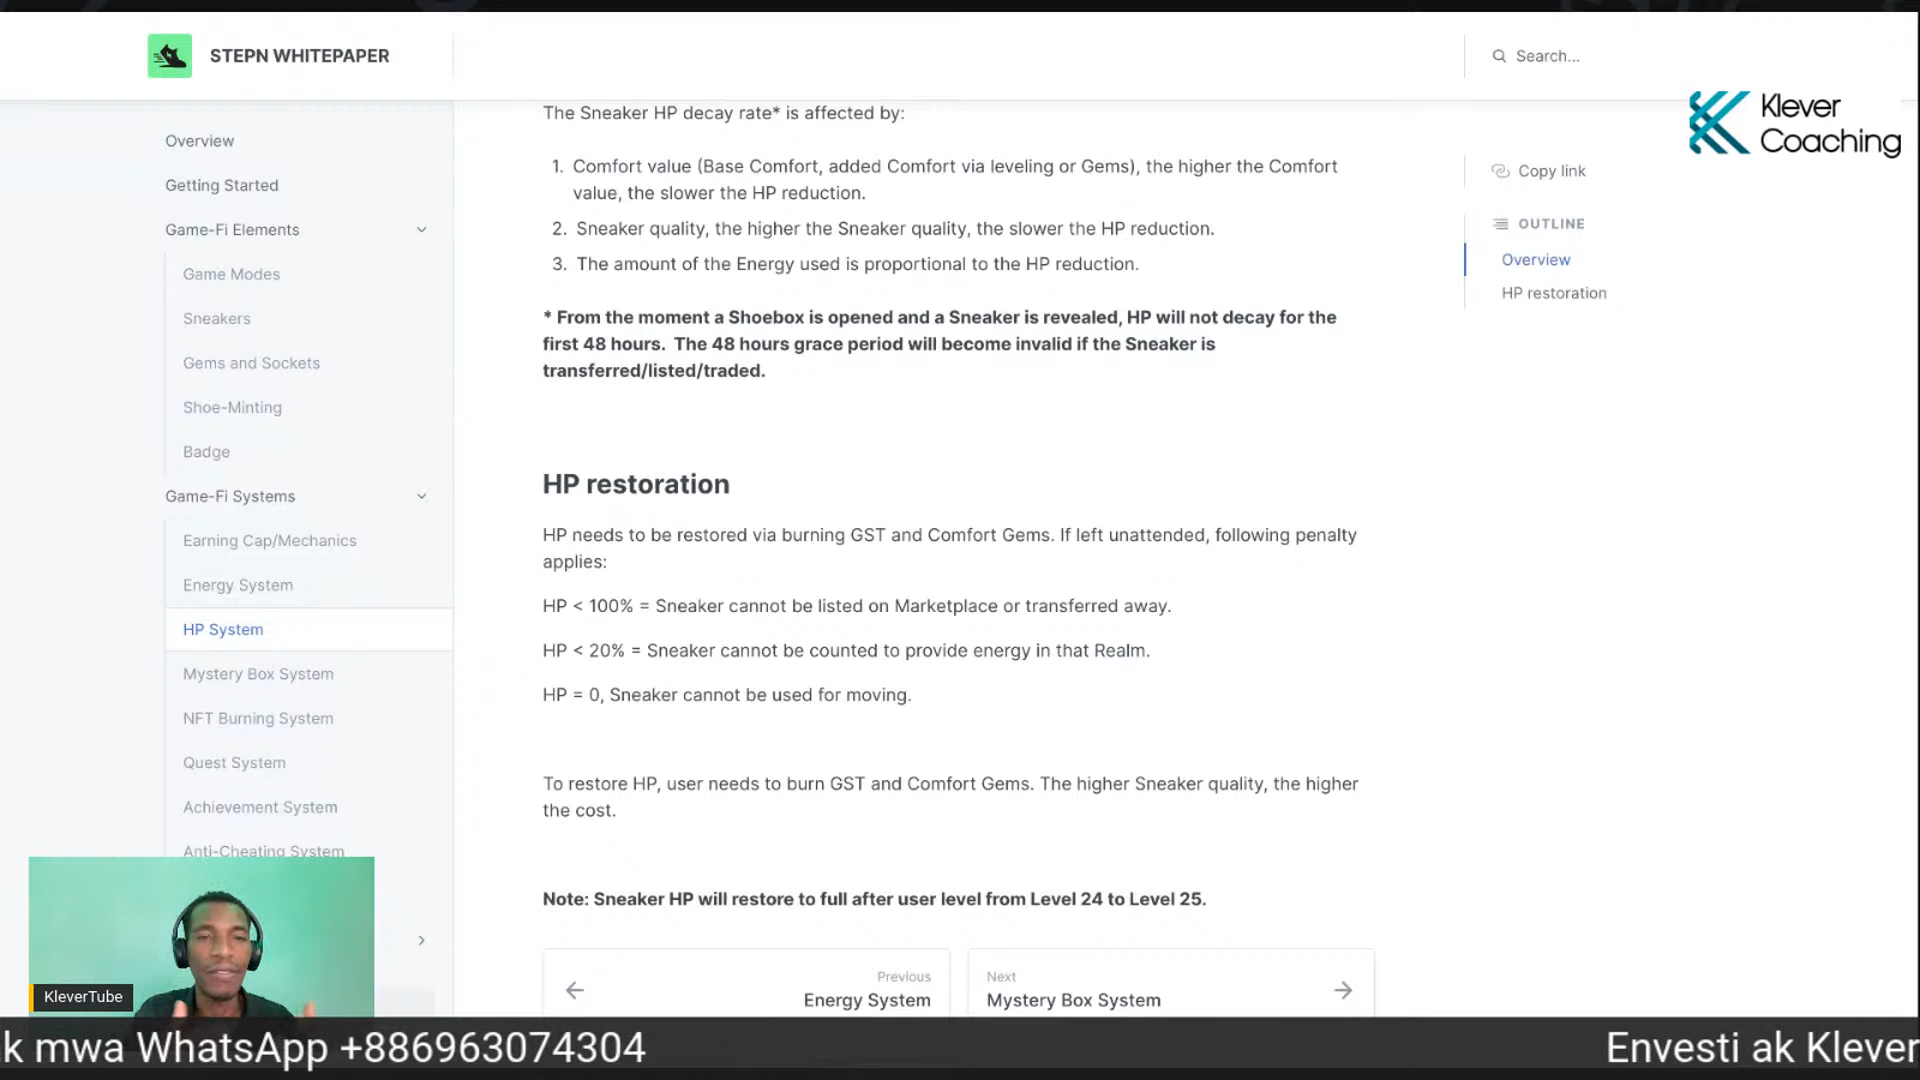 STEPN WHITEPAPER
Search...
Klever
Coaching
Overview
Getting Started
Game-Fi Elements
Game Modes
Sneakers
Gems and Sockets
Shoe-Minting
Badge
Game-Fi Systems
Earning Cap/Mechanics
Energy System
HP System
Mystery Box System
NFT Burning System
Quest System
Achievement System
Anti-Cheating System
The Sneaker HP decay rate* is affected by:
1. Comfort value (Base Comfort, added Comfort via leveling or Gems), the higher the Comfort
value, the slower the HP reduction.
2. Sneaker quality, the higher the Sneaker quality, the slower the HP reduction.
3. The amount of the Energy used is proportional to the HP reduction.
* From the moment a Shoebox is opened and a Sneaker is revealed, HP will not decay for the
first 48 hours. The 48 hours grace period will become invalid if the Sneaker is
transferred/listed/traded.
HP restoration
HP needs to be restored via burning GST and Comfort Gems. If left unattended, following penalty
applies:
HP < 100% = Sneaker cannot be listed on Marketplace or transferred away.
HP < 20% = Sneaker cannot be counted to provide energy in that Realm.
HP = 0, Sneaker cannot be used for moving.
To restore HP, user needs to burn GST and Comfort Gems. The higher Sneaker quality, the higher
the cost.
Note: Sneaker HP will restore to full after user level from Level 24 to Level 25.
Previous
Energy System
Next
Mystery Box System
Copy link
OUTLINE
Overview
HP restoration
KleverTube
k mwa WhatsApp +886963074304
Envesti ak Klever